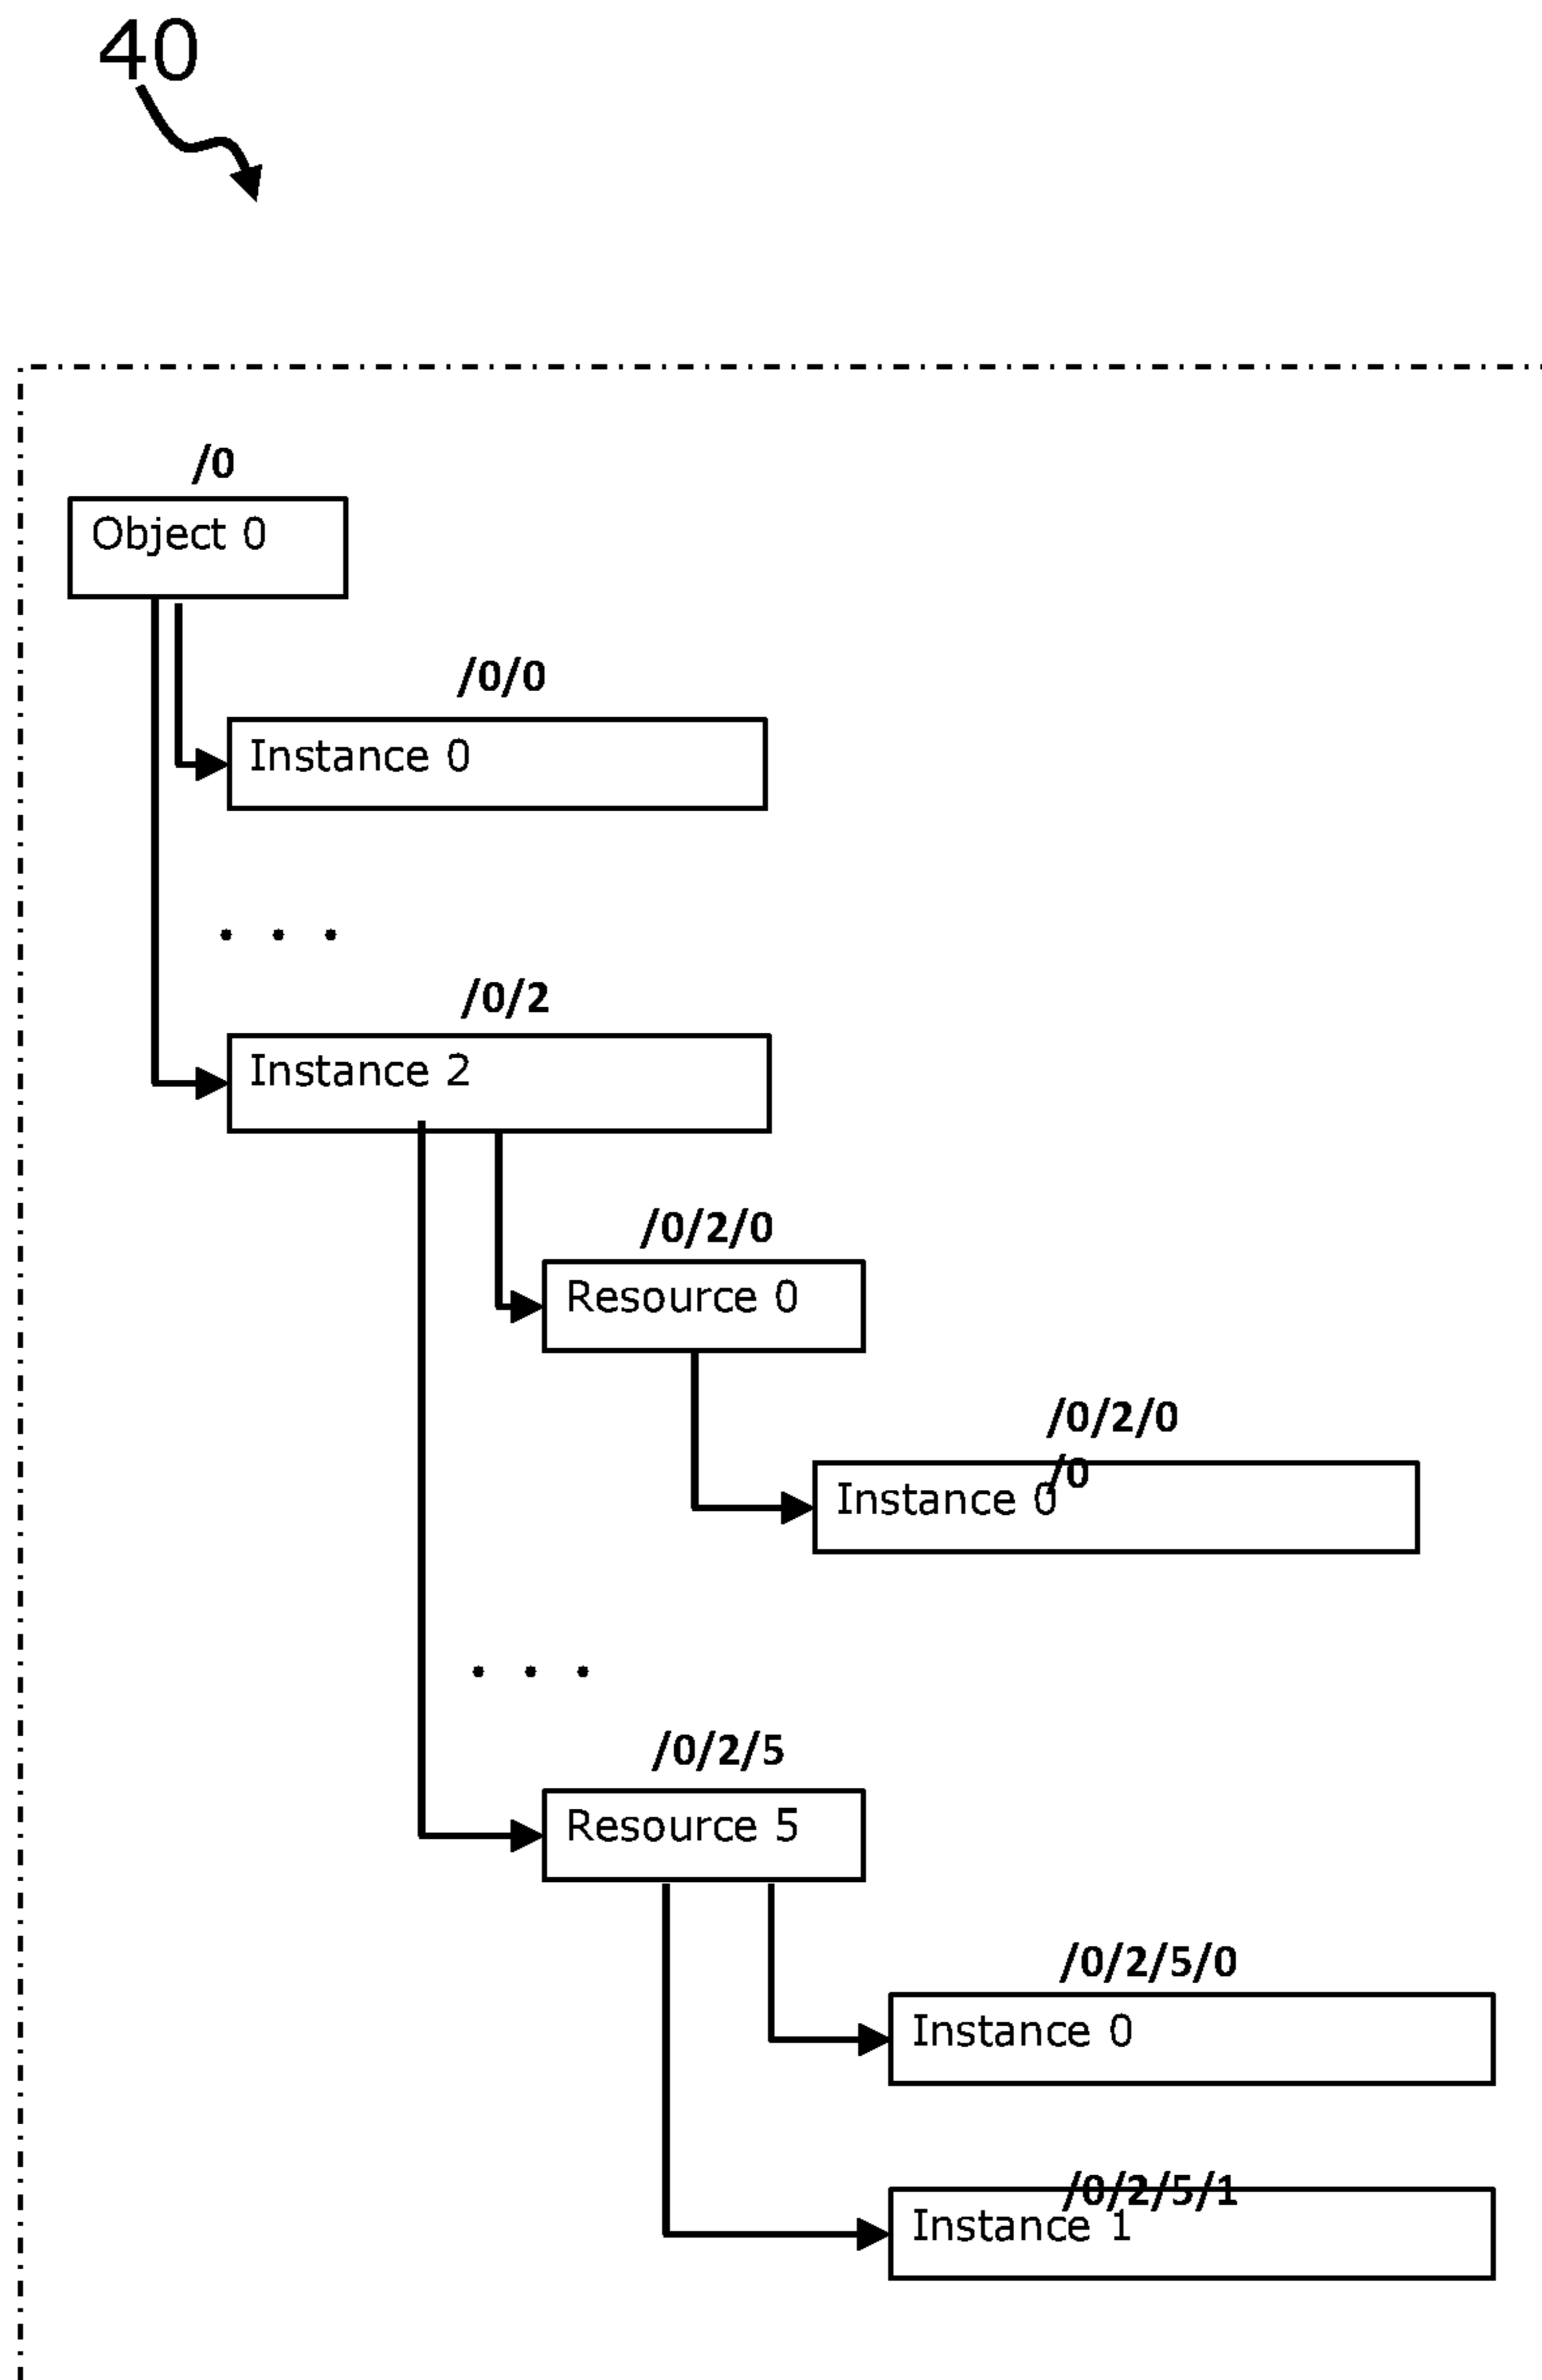 40
/0
Object 0
/0/0
Instance 0
. . .
/0/2
Instance 2
/0/2/0
Resource 0
/0/2/0
/0
Instance 0
. . .
/0/2/5
Resource 5
/0/2/5/0
Instance 0
/0/2/5/1
Instance 1